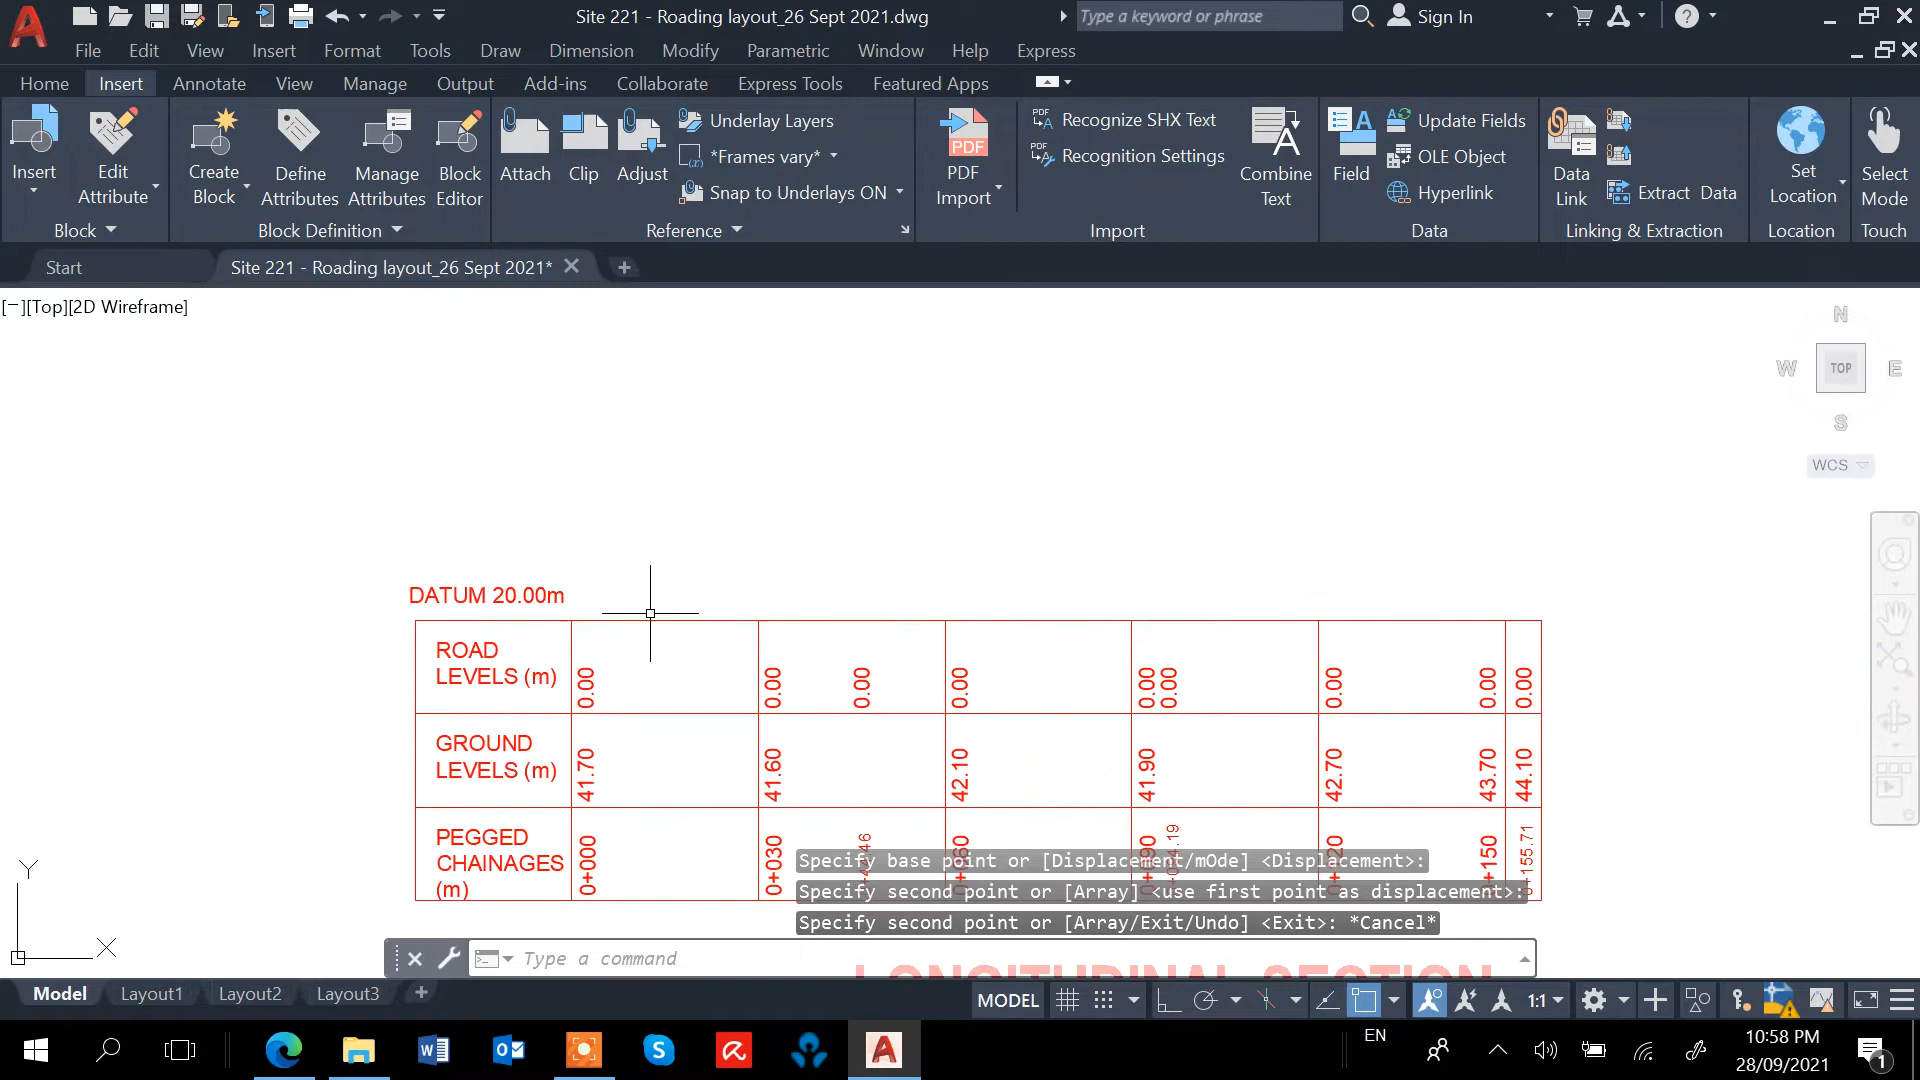 Site 221 - Roading layout_26 Sept 2021.dwg
Type a keyword or phrase
Sign In
File Edit View Insert Format Tools Draw Dimension Modify Parametric Window Help Express
Home Insert Annotate View Manage Output Add-ins Collaborate Express Tools Featured Apps
Insert
Edit
Attribute
Create
Block
Define
Attributes
Manage
Attributes
Block
Editor
Attach
Clip
Adjust
Underlay Layers
*Frames vary*
Snap to Underlays ON
PDF
PDF
Import
PDF
Recognize SHX Text
PDF
Recognition Settings
Combine
Text
Field
Update Fields
OLE Object
Hyperlink
Data
Link
Extract Data
Set
Location
Select
Mode
Block
Block Definition
Reference
Import
Data
Linking & Extraction
Location
Touch
Start
Site 221 - Roading layout_26 Sept 2021*
[−][Top][2D Wireframe]
N
W
TOP
E
S
WCS
DATUM 20.00m
ROAD
LEVELS (m)
0.00
0.00
0.00
0.00
0.00
0.00
0.00
0.00
0.00
GROUND
LEVELS (m)
41.70
41.60
42.10
41.90
42.70
43.70
44.10
PEGGED
CHAINAGES
(m)
0+000
0+030
0+150
0+155.71
Specify base point or [Displacement/mOde] <Displacement>:
Specify second point or [Array] <use first point as displacement>:
Specify second point or [Array/Exit/Undo] <Exit>: *Cancel*
Type a command
LONGITUDINAL SECTION
Y
X
Model Layout1 Layout2 Layout3
MODEL
1:1
EN
10:58 PM
28/09/2021
1